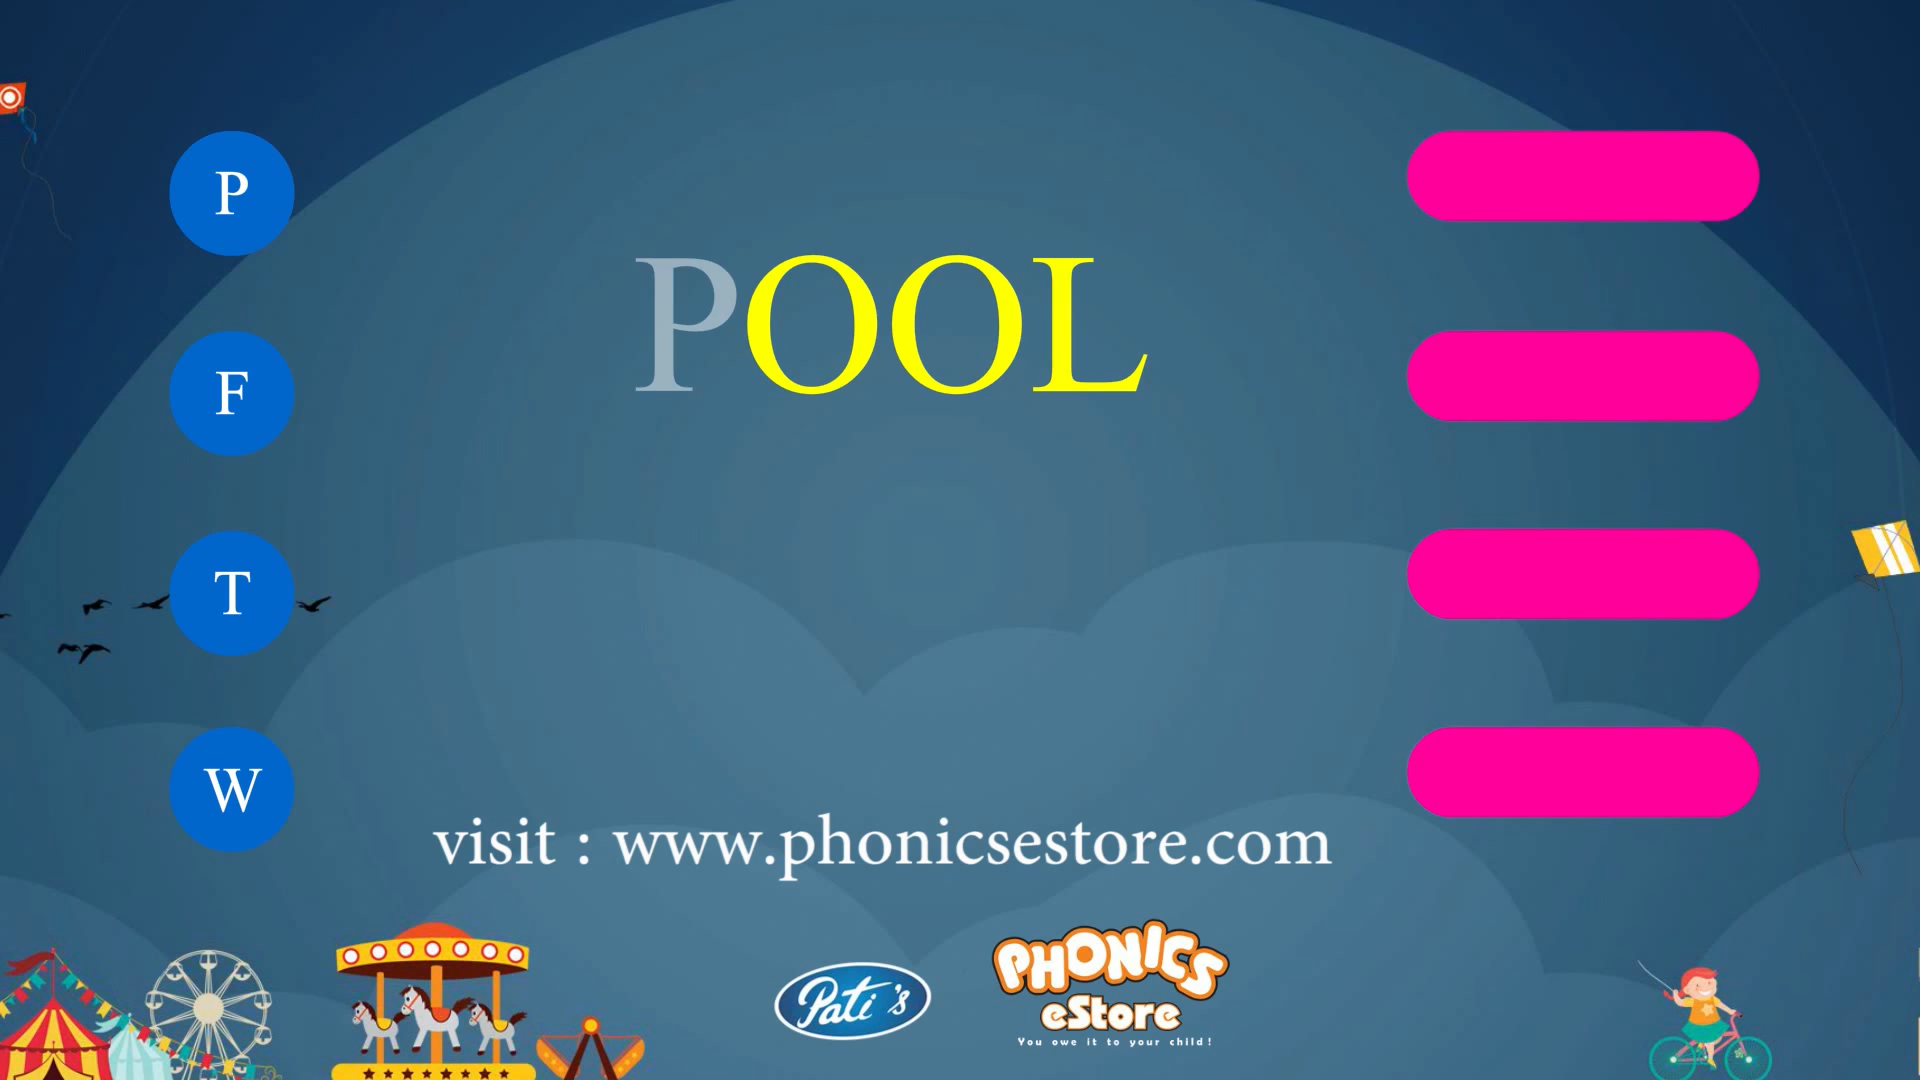 P
F
T
W
POOL
visit : www.phonicsestore.com
Pati's
PHONICS
eStore
You owe it to your child!